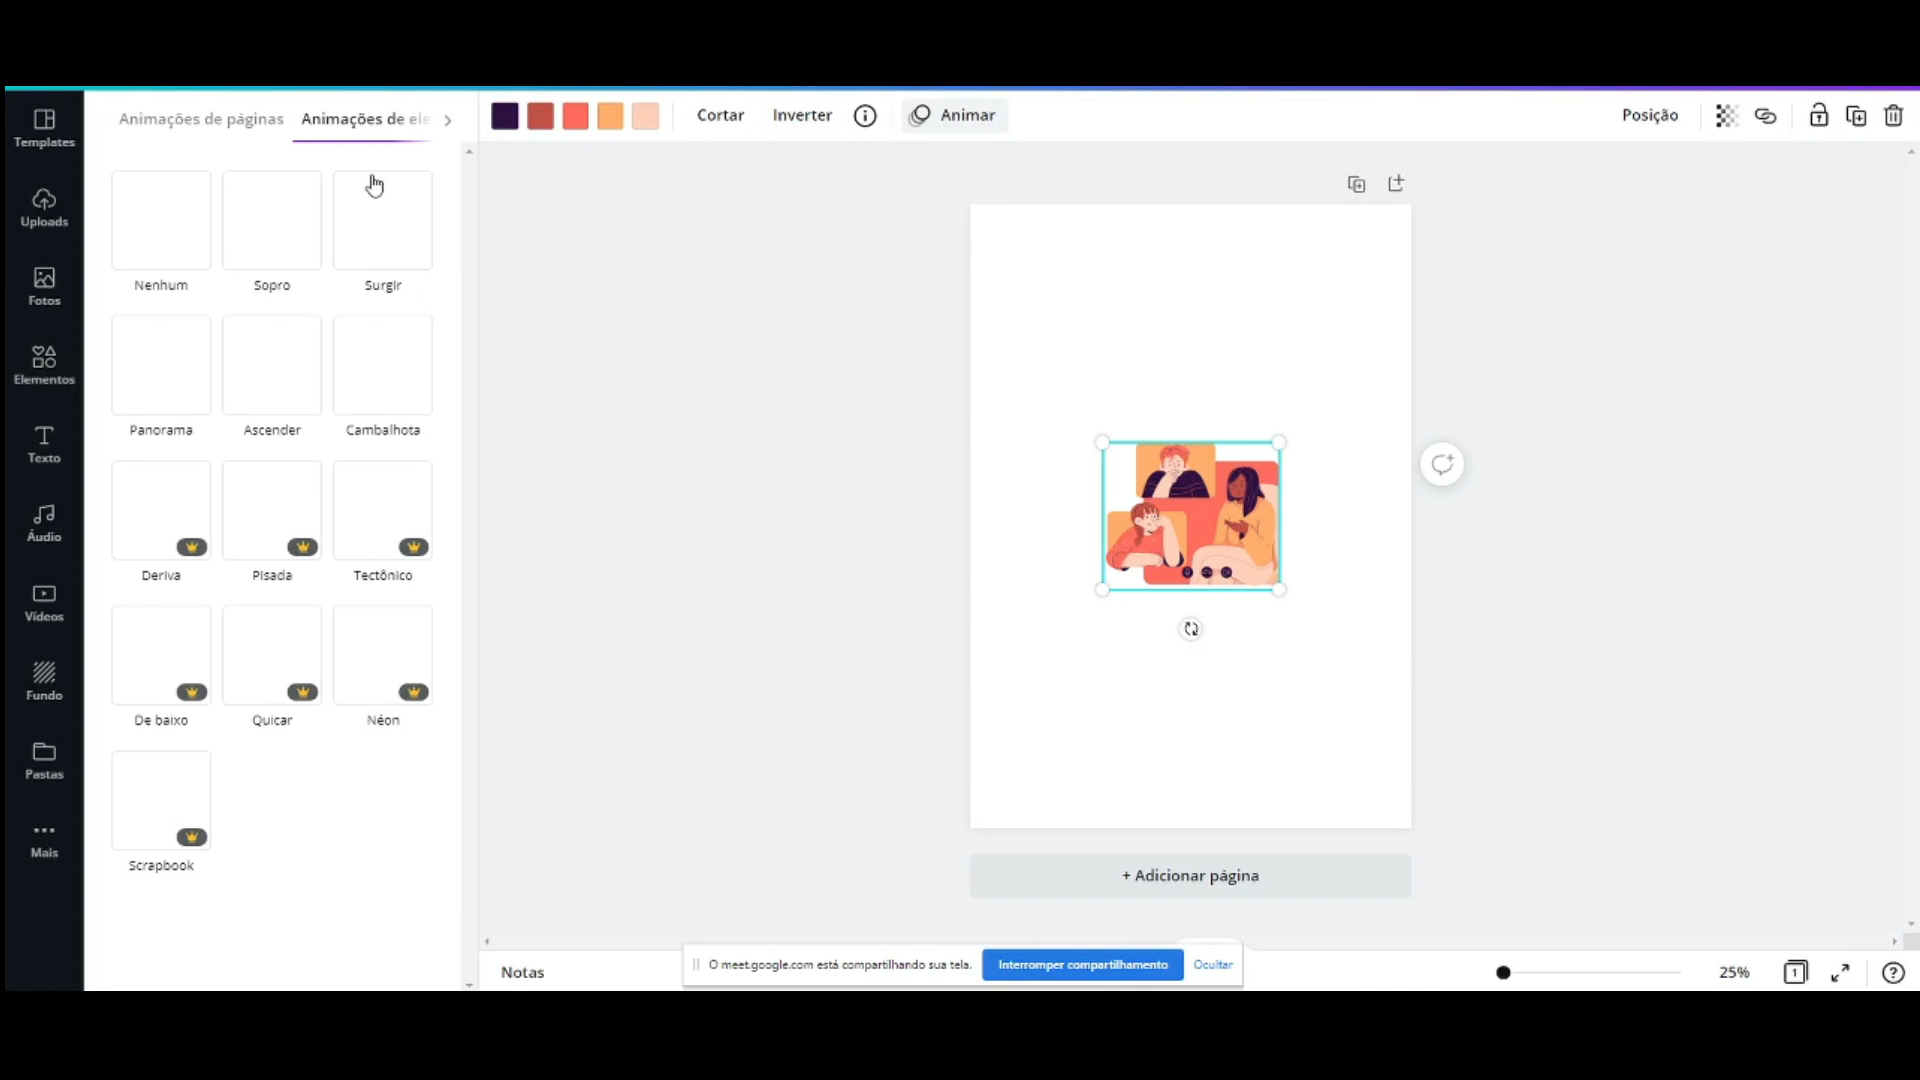 Templates
Uploads
Fotos
Elementos
Texto
Áudio
Vídeos
Fundo
Pastas
Mais
Animações de páginas
Animações de ele
Nenhum
Sopro
Surgir
Panorama
Ascender
Cambalhota
Deriva
Pisada
Tectônico
De baixo
Quicar
Néon
Scrapbook
Cortar
Inverter
Animar
Posição
+ Adicionar página
Notas
O meet.google.com está compartilhando sua tela.
Interromper compartilhamento
Ocultar
25%
1
?